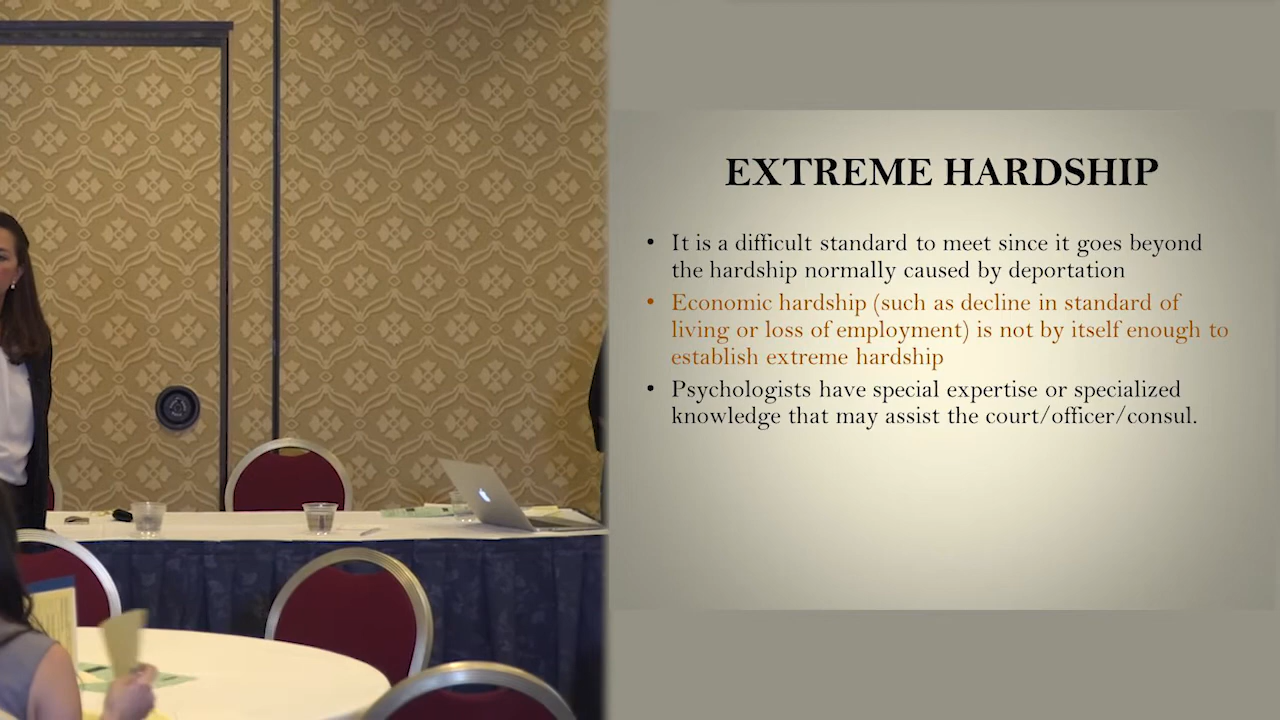 EXTREME HARDSHIP
• It is a difficult standard to meet since it goes beyond
the hardship normally caused by deportation
• Economic hardship (such as decline in standard of
living or loss of employment) is not by itself enough to
establish extreme hardship
• Psychologists have special expertise or specialized
knowledge that may assist the court/officer/consul.